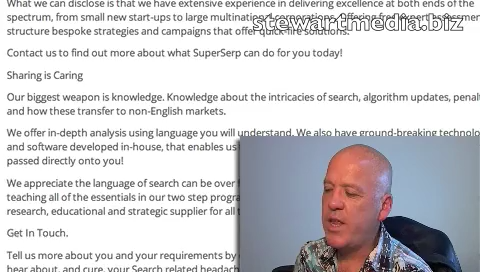 What we can disclose is that we have extensive experience in delivering excellence at both ends of the
spectrum, from small new start-ups to large multinational corporations. Offering free expert
structure bespoke strategies and campaigns that offer quick-fire solutions.
stewartmedia.biz
Contact us to find out more about what SuperSerp can do for you today!
Sharing is Caring
Our biggest weapon is knowledge. Knowledge about the intricacies of search, algorithm updates,
and how these transfer to non-English markets.
We offer in-depth analysis using language you will understand. We also have ground-breaking
and software developed in-house, that enables us
passed directly onto you!
We appreciate the language of search can be over
teaching all of the essentials in our two step
research, educational and strategic supplier for all
Get In Touch.
Tell us more about you and your requirements by
hear about, and cure, your Search related